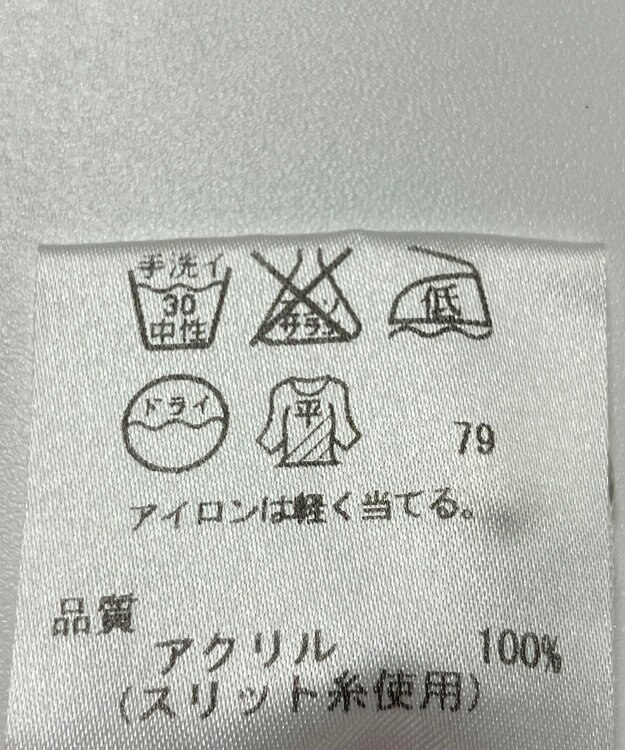 手洗イ
30
中性
エンソ
サラシ
低
ドライ
平
79
アイロンは軽く当てる。
品質
アクリル 100%
(スリット糸使用)